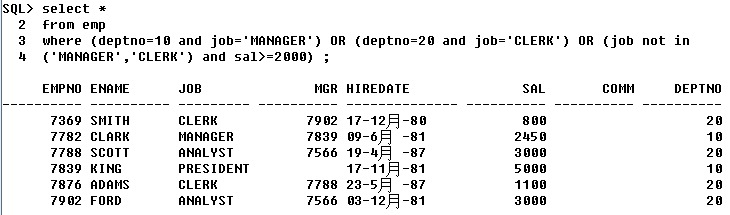 SQL> select *
2 from emp
3 where (deptno=10 and job='MANAGER') OR (deptno=20 and job='CLERK') OR (job not in
4 ('MANAGER','CLERK') and sal>=2000) ;
EMPNO ENAME JOB MGR HIREDATE SAL COMM DEPTNO
---------- ---------- --------- ---------- -------------- ---------- ---------- ----------
7369 SMITH CLERK 7902 17-12月-80 800 20
7782 CLARK MANAGER 7839 09-6月 -81 2450 10
7788 SCOTT ANALYST 7566 19-4月 -87 3000 20
7839 KING PRESIDENT 17-11月-81 5000 10
7876 ADAMS CLERK 7788 23-5月 -87 1100 20
7902 FORD ANALYST 7566 03-12月-81 3000 20